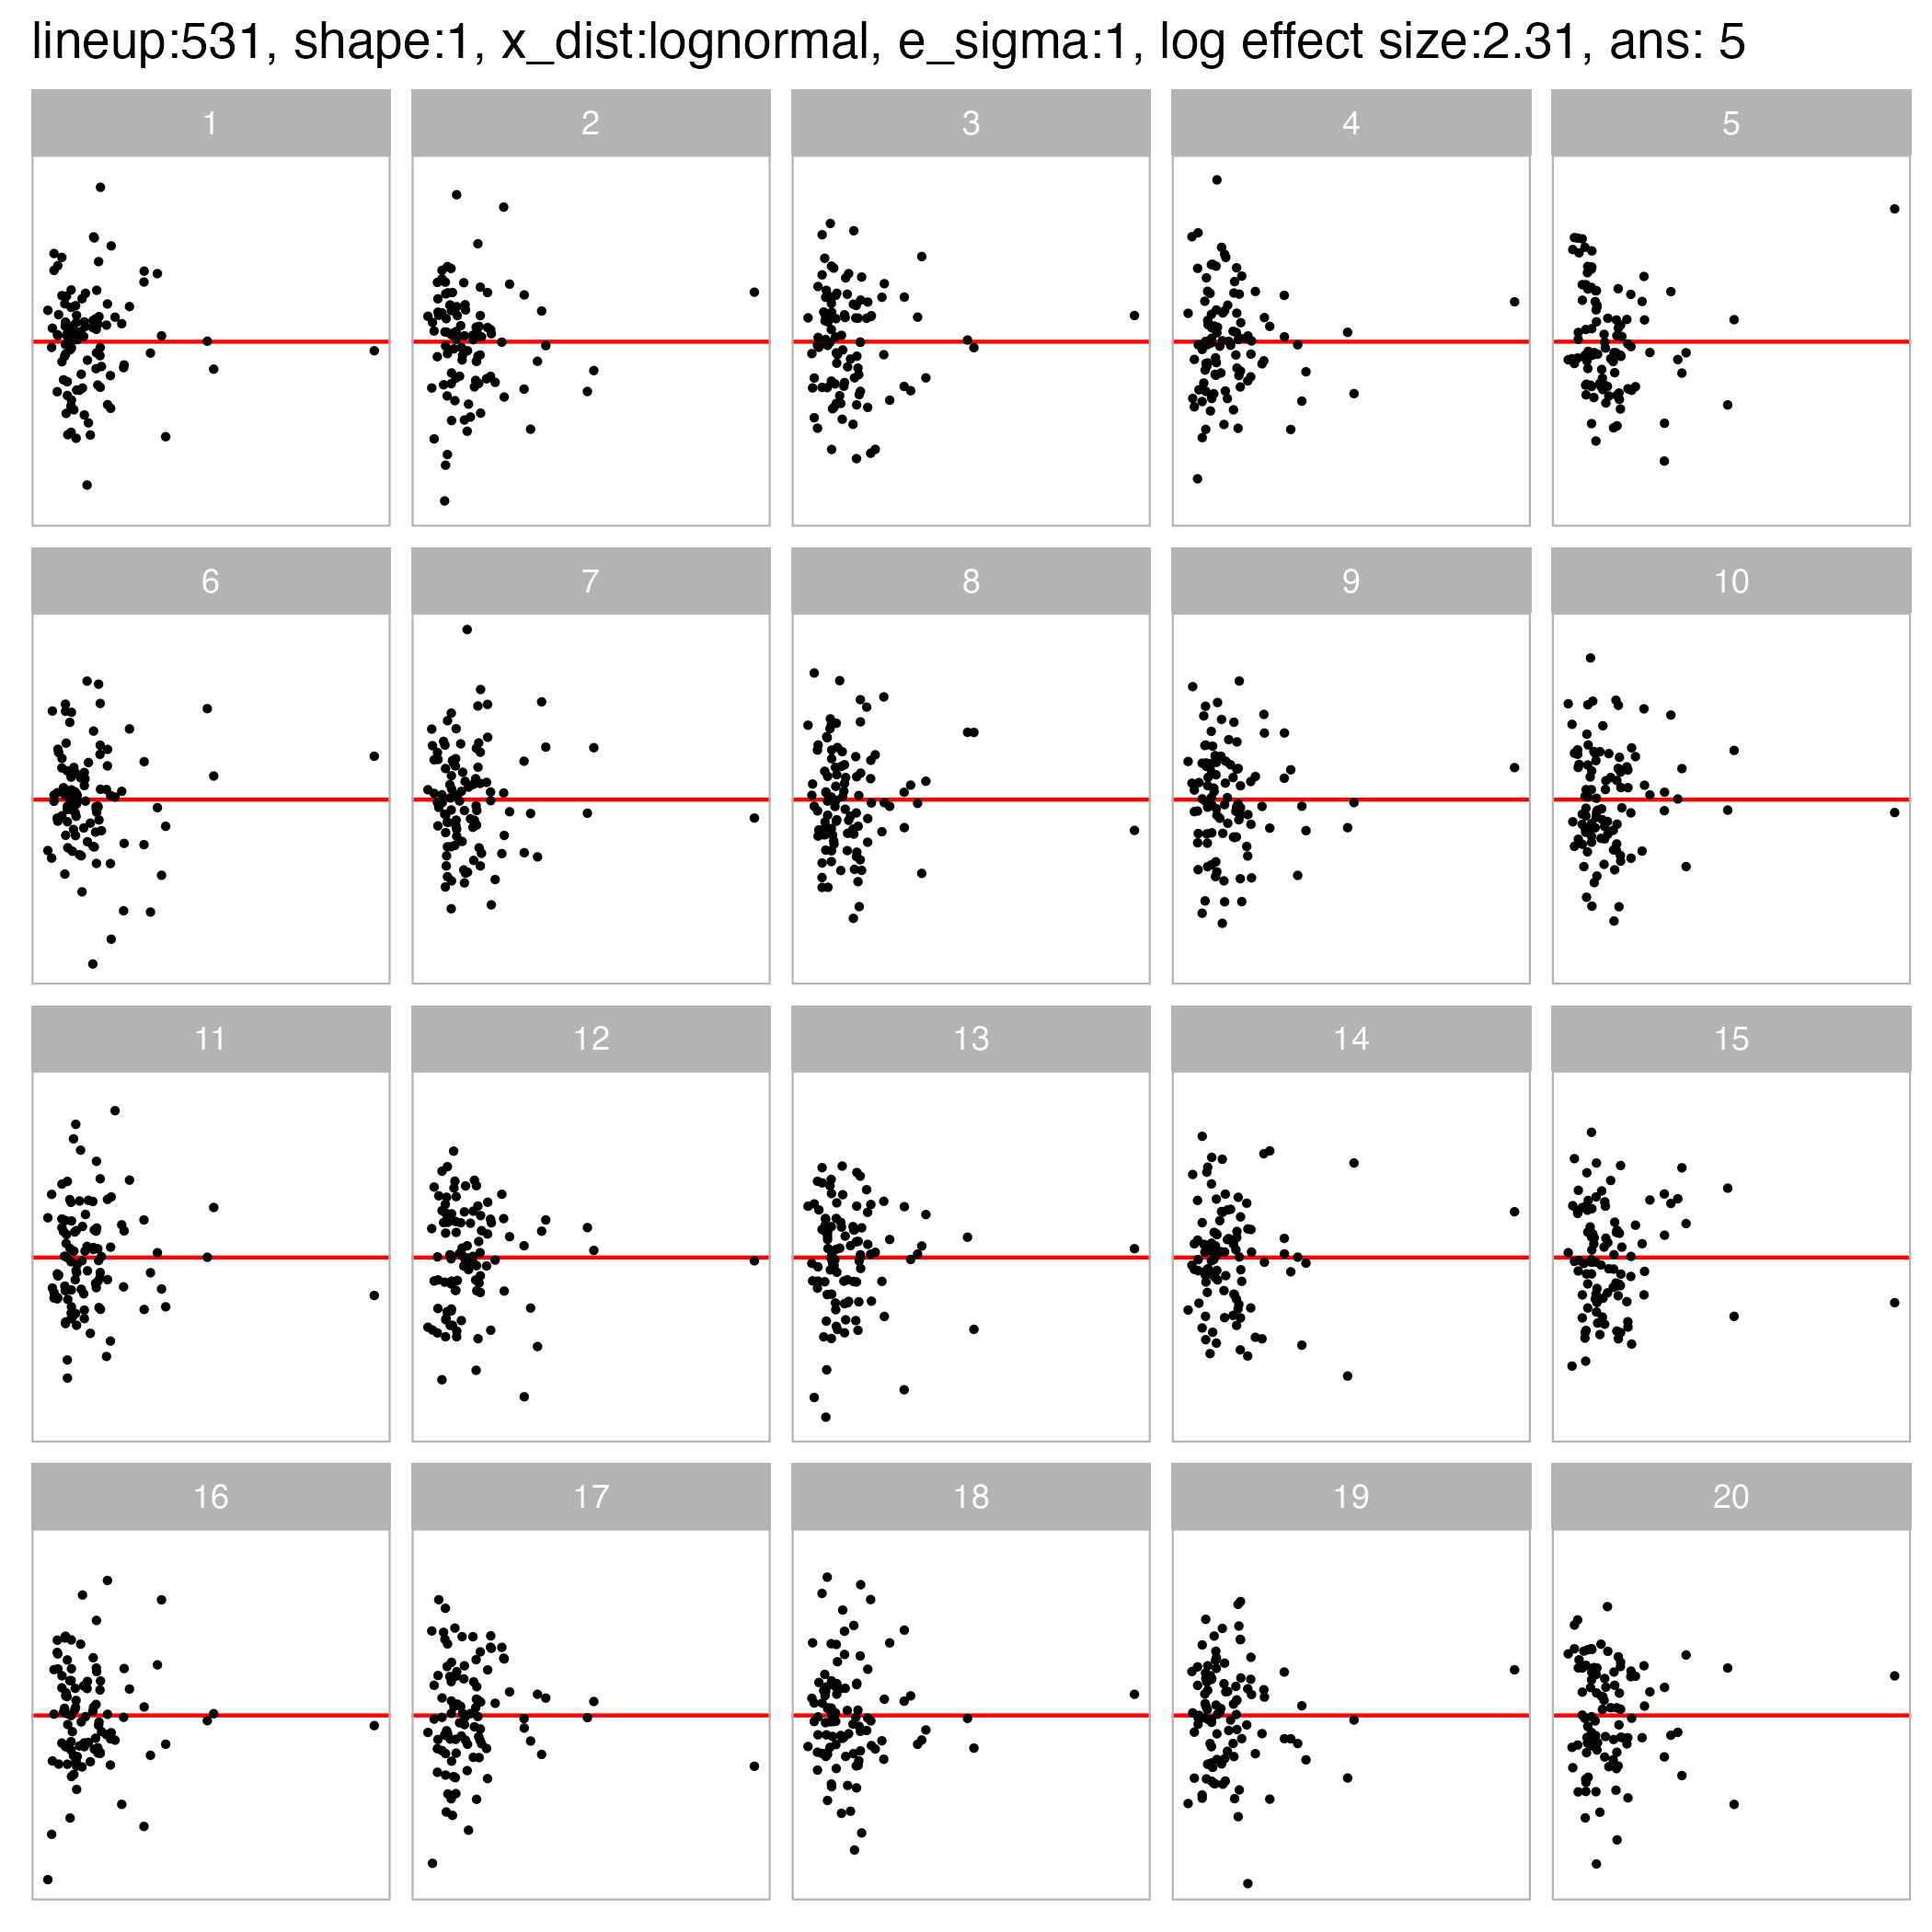 lineup:531, shape:1, x_dist:lognormal, e_sigma:1, log effect size:2.31, ans: 5
1 2 3 4 5
6 7 8 9 10
11 12 13 14 15
16 17 18 19 20